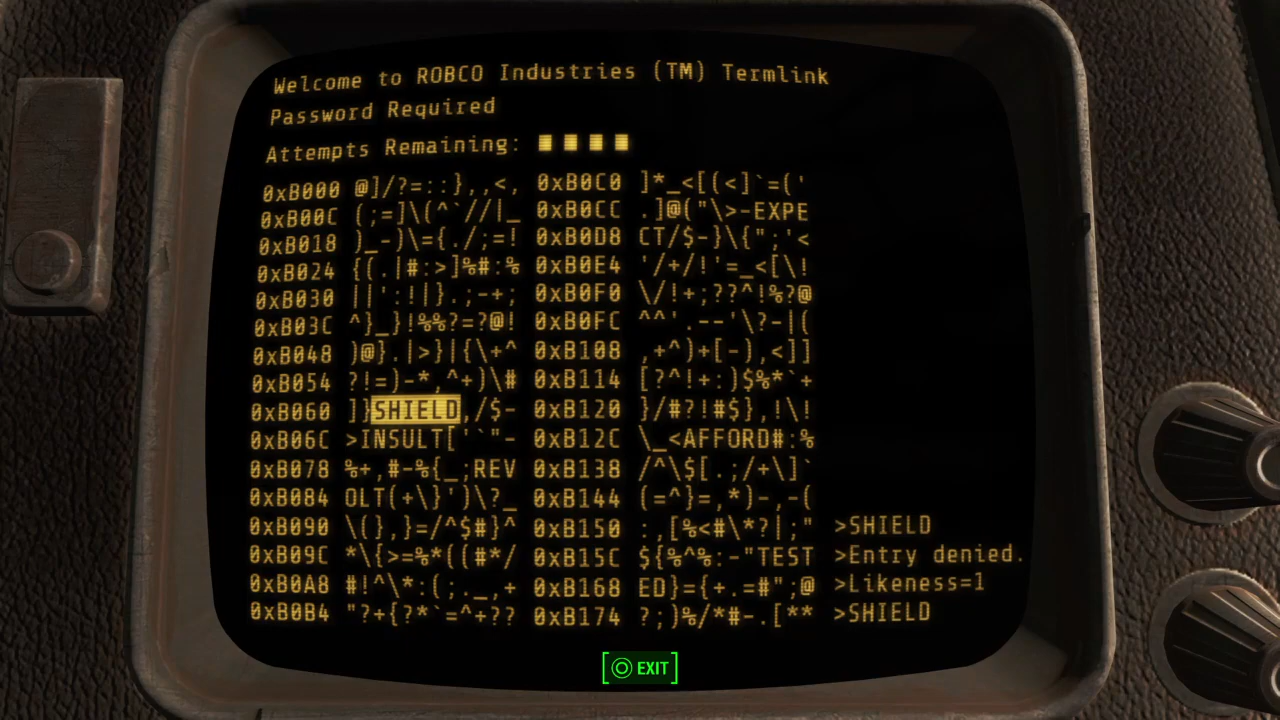 Welcome to ROBCO Industries (TM) Termlink
Password Required
Attempts Remaining:
0xB000 @]/?=::},,<, 0xB0C0 ]*_<[(<]`=('
0xB00C (;=]\(^`//|_ 0xB0CC .]@("\>-EXPE
0xB018 )_-)\={./;=! 0xB0D8 CT/$-}\{";'<
0xB024 {(.|#:>]%#:% 0xB0E4 '/+/!'=_<[\!
0xB030 ||':!|}.;-+; 0xB0F0 \/!+;??^!%?@
0xB03C ^}_}!%%?=?@! 0xB0FC ^^'.--'\?-|(
0xB048 )@}.|>}|{\+^ 0xB108 ,+^)+[-),<]]
0xB054 ?!=)-*,^+)\# 0xB114 [?^!+:)$%*`+
0xB060 ]}SHIELD,/$- 0xB120 }/#?!#$},!\!
0xB06C >INSULT['`"- 0xB12C \_<AFFORD#:%
0xB078 %+,#-%{_;REV 0xB138 /^\$[.;/+\]`
0xB084 OLT(+\}')\?_ 0xB144 (=^}=,*)-,-(
0xB090 \(},}=/^$#}^ 0xB150 :,[%<#\*?|;" >SHIELD
0xB09C *\{>=%*((#*/ 0xB15C ${%^%:-"TEST >Entry denied.
0xB0A8 #!^\*:(;._,+ 0xB168 ED}={+.=#";@ >Likeness=1
0xB0B4 "?+{?*`=^+?? 0xB174 ?;)%/*#-.[** >SHIELD
EXIT